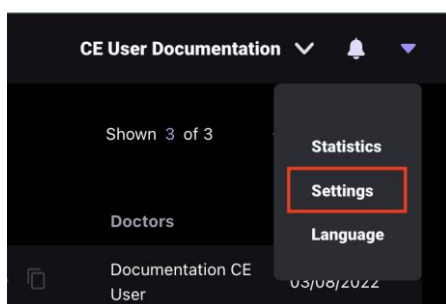 CE User Documentation
Shown 3 of 3
Statistics
Settings
Doctors
Language
Documentation CE
User
03/08/2022